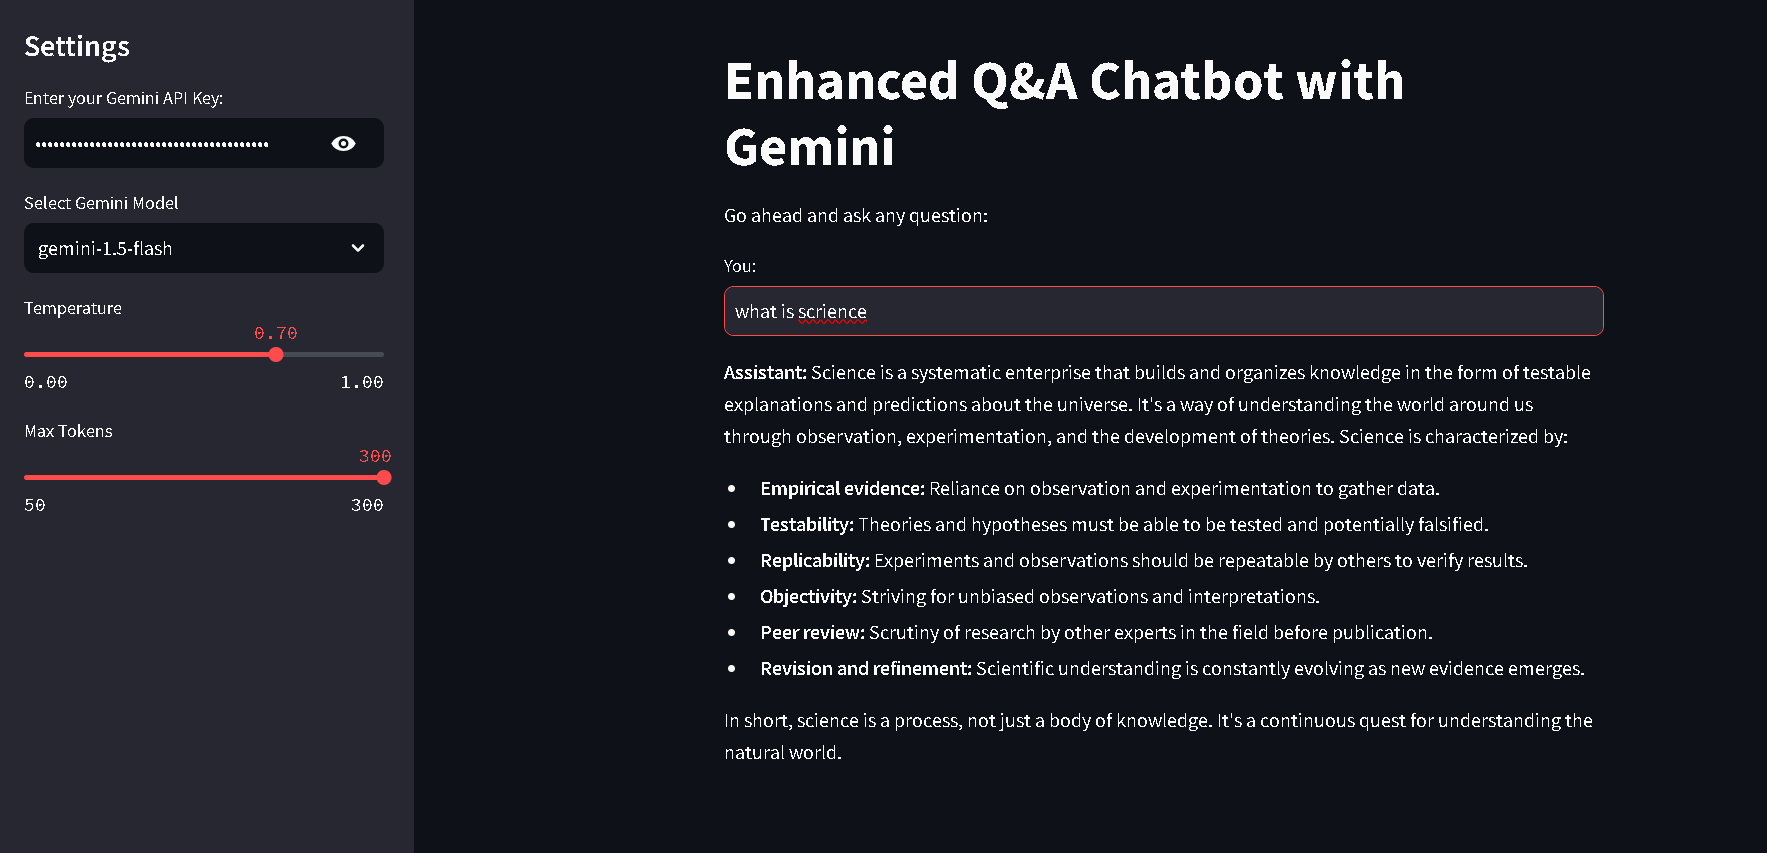 Settings
Enter your Gemini API Key:
••••••••••••••••••••••••••••••••••••••••
Select Gemini Model
gemini-1.5-flash
Temperature
0.70
0.00 1.00
Max Tokens
300
50 300
Enhanced Q&A Chatbot with
Gemini
Go ahead and ask any question:
You:
what is scrience
Assistant: Science is a systematic enterprise that builds and organizes knowledge in the form of testable
explanations and predictions about the universe. It's a way of understanding the world around us
through observation, experimentation, and the development of theories. Science is characterized by:
• Empirical evidence: Reliance on observation and experimentation to gather data.
• Testability: Theories and hypotheses must be able to be tested and potentially falsified.
• Replicability: Experiments and observations should be repeatable by others to verify results.
• Objectivity: Striving for unbiased observations and interpretations.
• Peer review: Scrutiny of research by other experts in the field before publication.
• Revision and refinement: Scientific understanding is constantly evolving as new evidence emerges.
In short, science is a process, not just a body of knowledge. It's a continuous quest for understanding the
natural world.